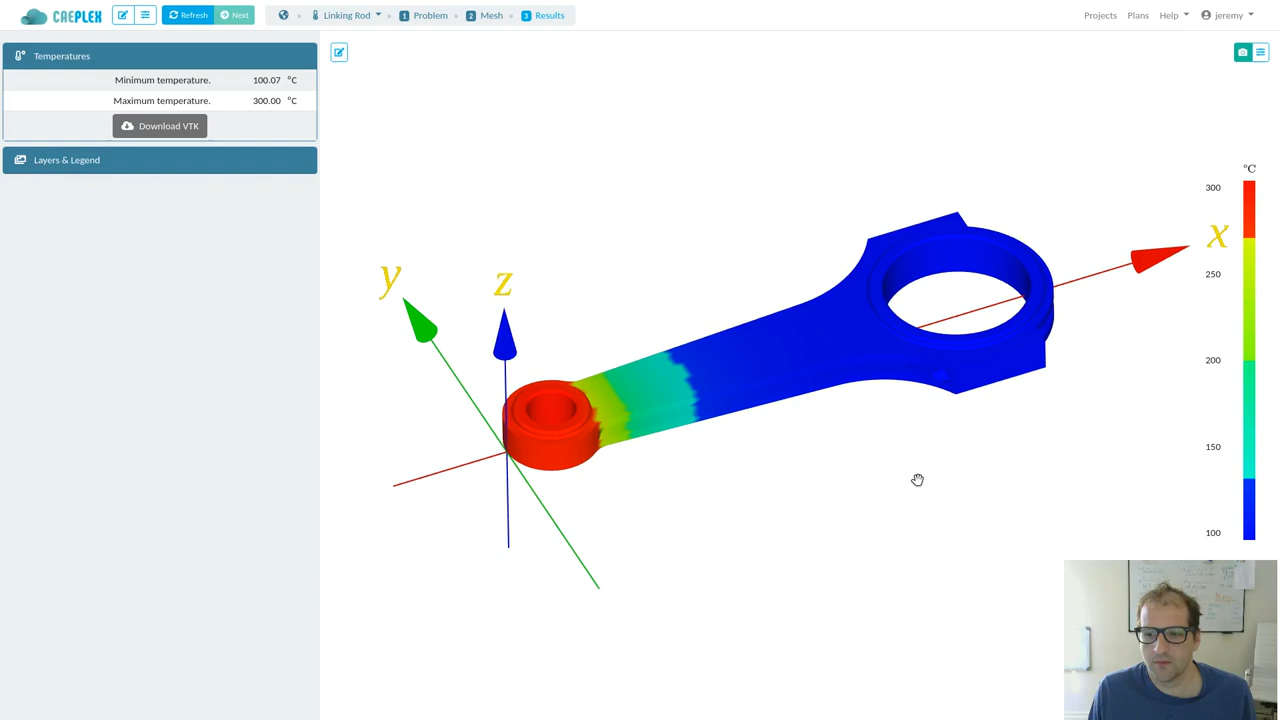 CAEPLEX Refresh Next Linking Rod 1 Problem » 2 Mesh » 3 Results Projects Plans Help jeremy
Temperatures
Minimum temperature. 100.07 °C
Maximum temperature. 300.00 °C
Download VTK
Layers & Legend
°C
300
250
200
150
100
x
y
z